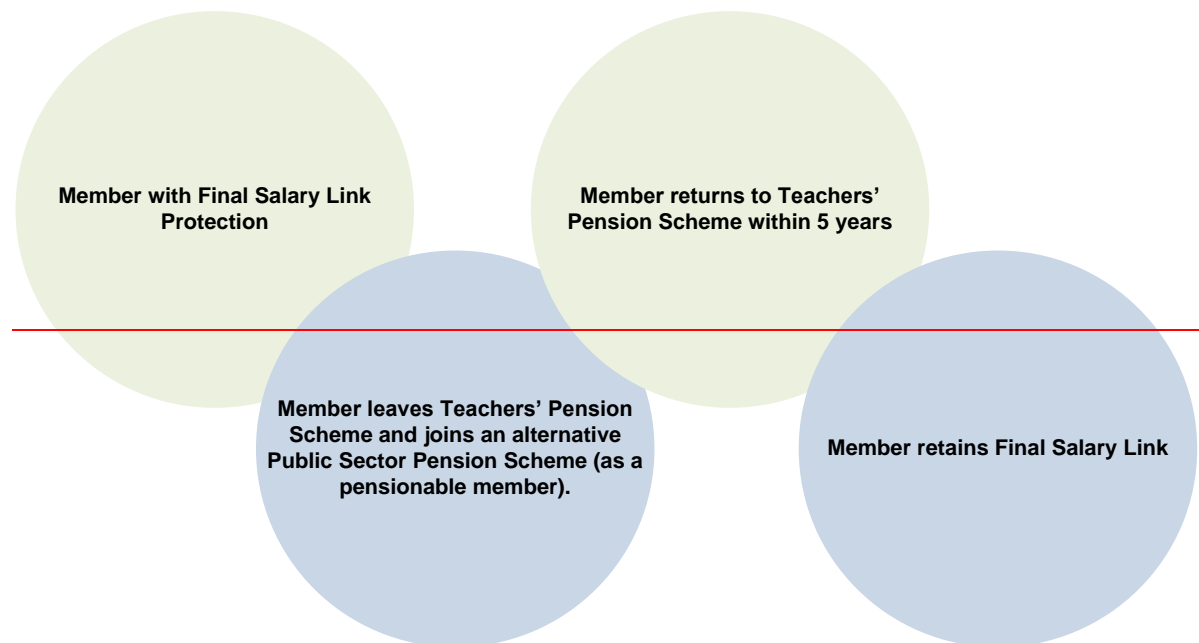 Member with Final Salary Link
Protection
Member leaves Teachers’ Pension
Scheme and joins an alternative
Public Sector Pension Scheme (as a
pensionable member).
Member returns to Teachers’
Pension Scheme within 5 years
Member retains Final Salary Link